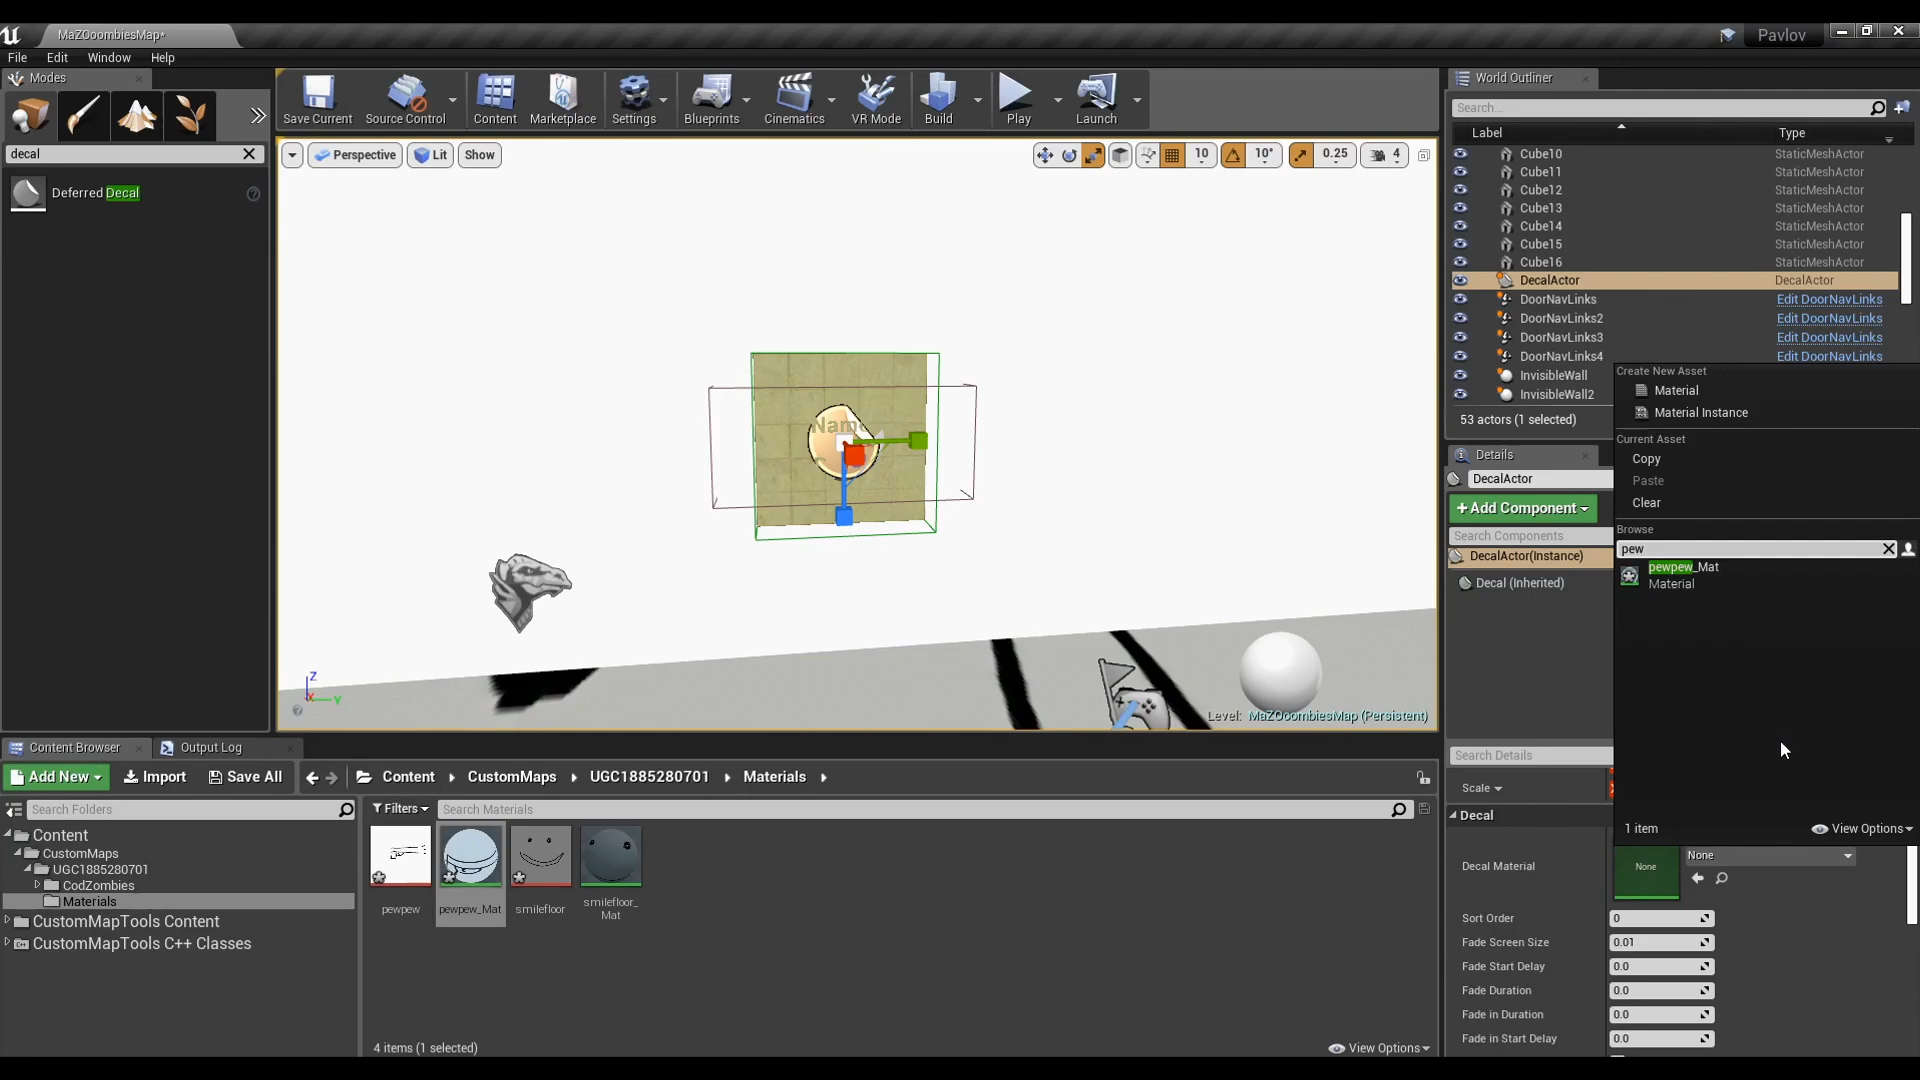 MaZOoombiesMap*
Pavlov
File Edit Window Help
Modes
decal
Deferred Decal
Save Current
Source Control
Content
Marketplace
Settings
Blueprints
Cinematics
VR Mode
Build
Play
Launch
Perspective
Lit
Show
10
10°
0.25
4
Level: MaZOoombiesMap (Persistent)
Z
X
Y
World Outliner
Search...
Label Type
Cube10 StaticMeshActor
Cube11 StaticMeshActor
Cube12 StaticMeshActor
Cube13 StaticMeshActor
Cube14 StaticMeshActor
Cube15 StaticMeshActor
Cube16 StaticMeshActor
DecalActor DecalActor
DoorNavLinks Edit DoorNavLinks
DoorNavLinks2 Edit DoorNavLinks
DoorNavLinks3 Edit DoorNavLinks
DoorNavLinks4 Edit DoorNavLinks
InvisibleWall
InvisibleWall2
53 actors (1 selected)
Details
DecalActor
+Add Component
Search Components
DecalActor(Instance)
Decal (Inherited)
Search Details
Scale
Decal
Decal Material
None
None
Sort Order 0
Fade Screen Size 0.01
Fade Start Delay 0.0
Fade Duration 0.0
Fade in Duration 0.0
Fade in Start Delay 0.0
Create New Asset
Material
Material Instance
Current Asset
Copy
Paste
Clear
Browse
pew
pewpew_Mat
Material
1 item
View Options
Content Browser
Output Log
Add New
Import
Save All
Content
CustomMaps
UGC1885280701
Materials
Search Folders
Filters
Search Materials
Content
CustomMaps
UGC1885280701
CodZombies
Materials
CustomMapTools Content
CustomMapTools C++ Classes
pewpew
pewpew_Mat
smilefloor
smilefloor_
Mat
4 items (1 selected)
View Options